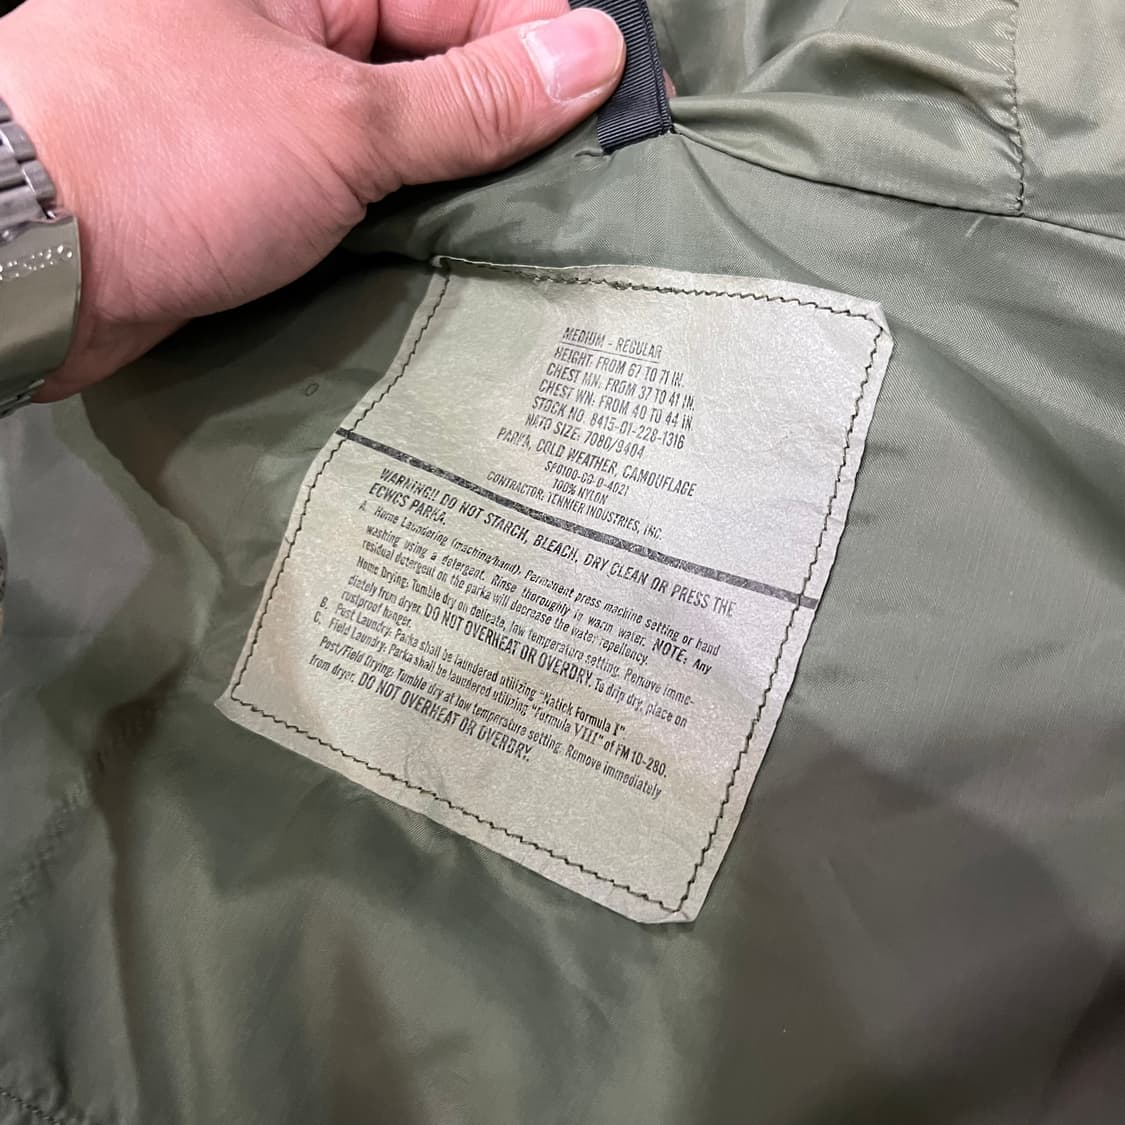 MEDIUM - REGULAR
HEIGHT: FROM 67 TO 71 IN.
CHEST MN: FROM 37 TO 41 IN.
CHEST WN: FROM 40 TO 44 IN.
STOCK NO. 8415-01-228-1316
NATO SIZE: 7080/9404
PARKA, COLD WEATHER, CAMOUFLAGE
SPO100-00-D-4021
100% NYLON
CONTRACTOR: TENNIER INDUSTRIES, INC.
WARNING!! DO NOT STARCH, BLEACH, DRY CLEAN OR PRESS THE
ECWCS PARKA.
A. Home Laundering (machine/hand). Permanent press machine setting or hand
washing using a detergent. Rinse thoroughly in warm water. NOTE: Any
residual detergent on the parka will decrease the water repellency.
Home Drying: Tumble dry on delicate, low temperature setting. Remove imme-
diately from dryer. DO NOT OVERHEAT OR OVERDRY. To drip dry, place on
rustproof hanger.
B. Post Laundry: Parka shall be laundered utilizing "Natick Formula I".
C. Field Laundry: Parka shall be laundered utilizing "Formula VIII" of FM 10-280.
Post/Field Drying: Tumble dry at low temperature setting. Remove immediately
from dryer. DO NOT OVERHEAT OR OVERDRY.